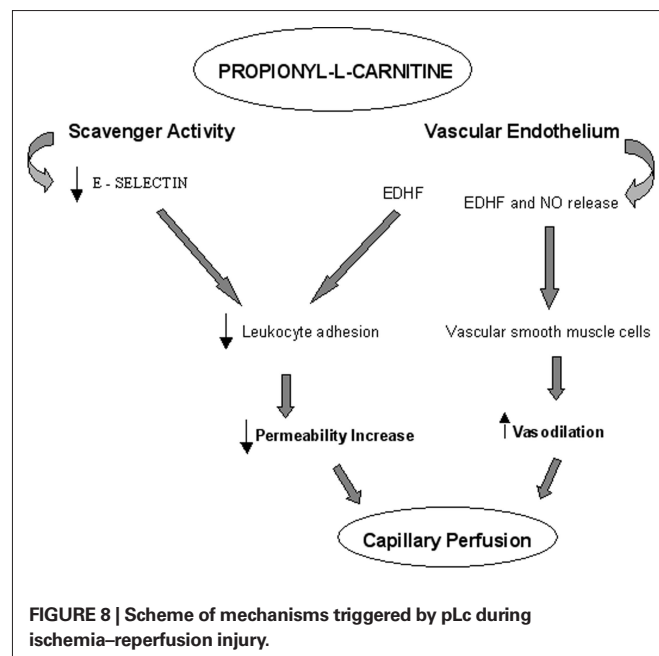 PROPIONYL-L-CARNITINE
Scavenger Activity
Vascular Endothelium
E - SELECTIN
EDHF
EDHF and NO release
Leukocyte adhesion
Vascular smooth muscle cells
Permeability Increase
Vasodilation
Capillary Perfusion
FIGURE 8 | Scheme of mechanisms triggered by pLc during
ischemia–reperfusion injury.